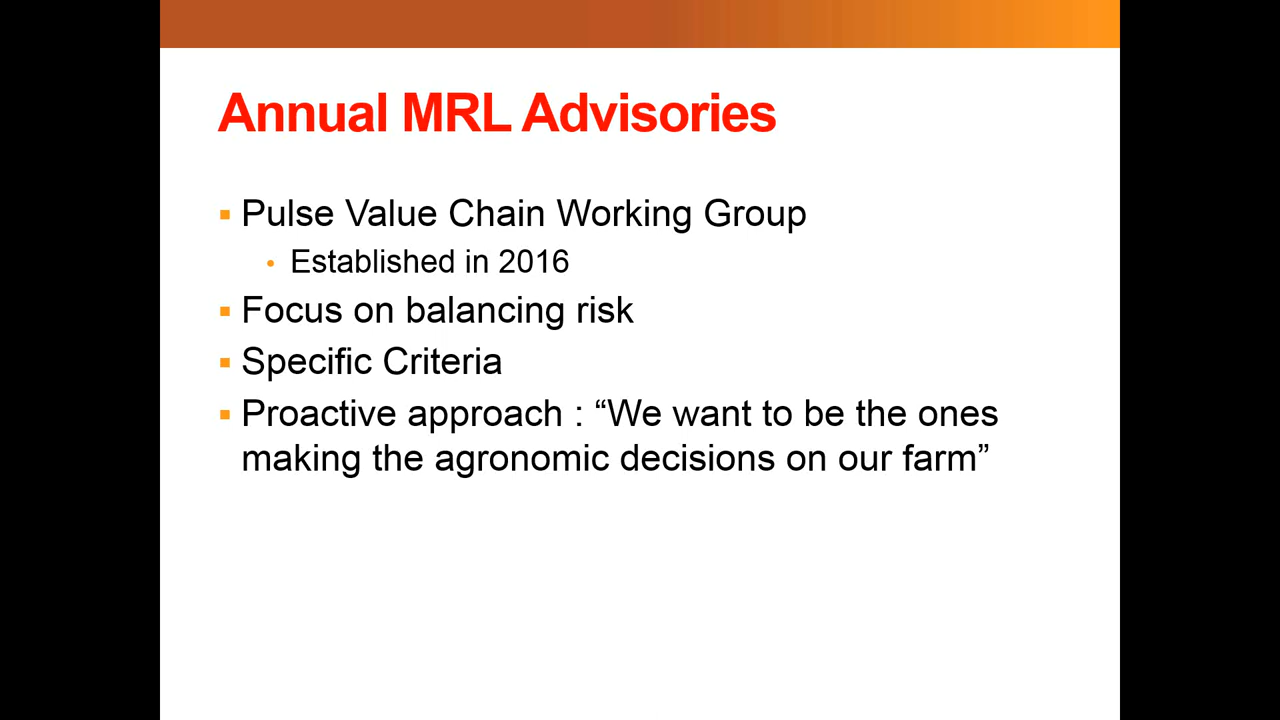 Annual MRL Advisories
Pulse Value Chain Working Group
Established in 2016
Focus on balancing risk
Specific Criteria
Proactive approach : “We want to be the ones
making the agronomic decisions on our farm”